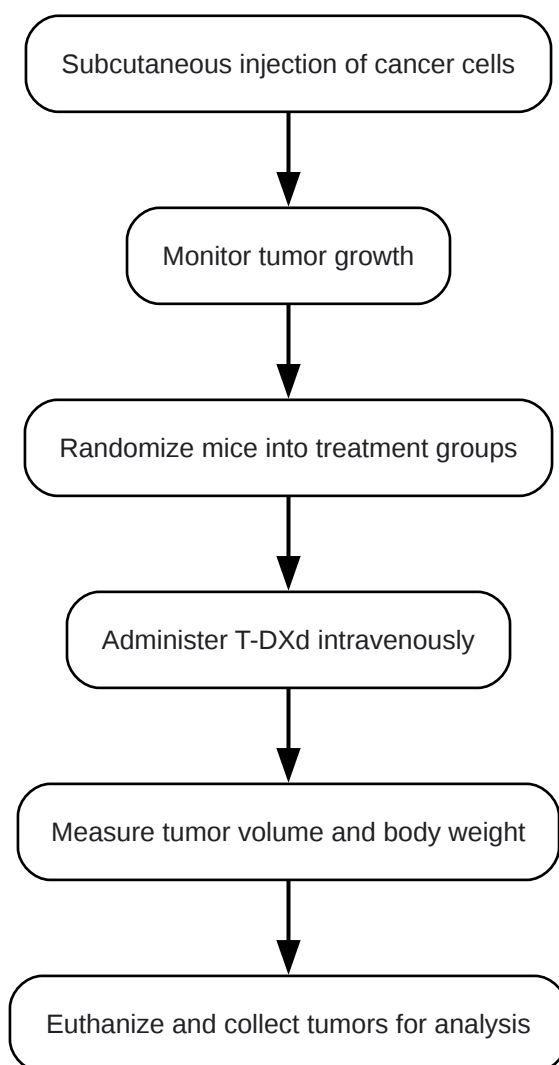 Subcutaneous injection of cancer cells
Monitor tumor growth
Randomize mice into treatment groups
Administer T-DXd intravenously
Measure tumor volume and body weight
Euthanize and collect tumors for analysis